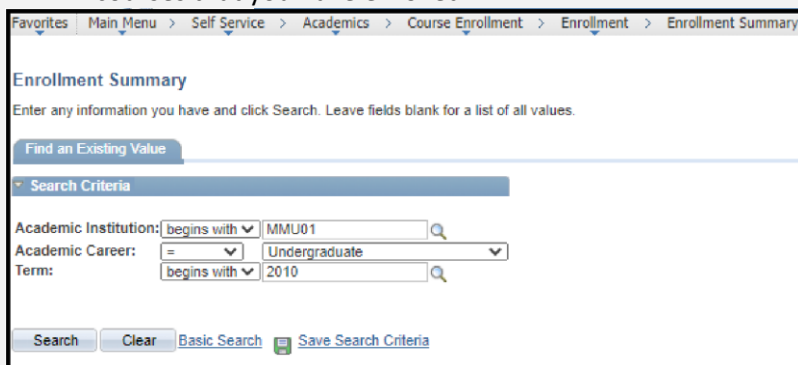 Favorites Main Menu > Self Service > Academics > Course Enrollment > Enrollment > Enrollment Summary
Enrollment Summary
Enter any information you have and click Search. Leave fields blank for a list of all values.
Find an Existing Value
Search Criteria
Academic Institution: begins with MMU01
Academic Career: = Undergraduate
Term: begins with 2010
Search Clear Basic Search Save Search Criteria